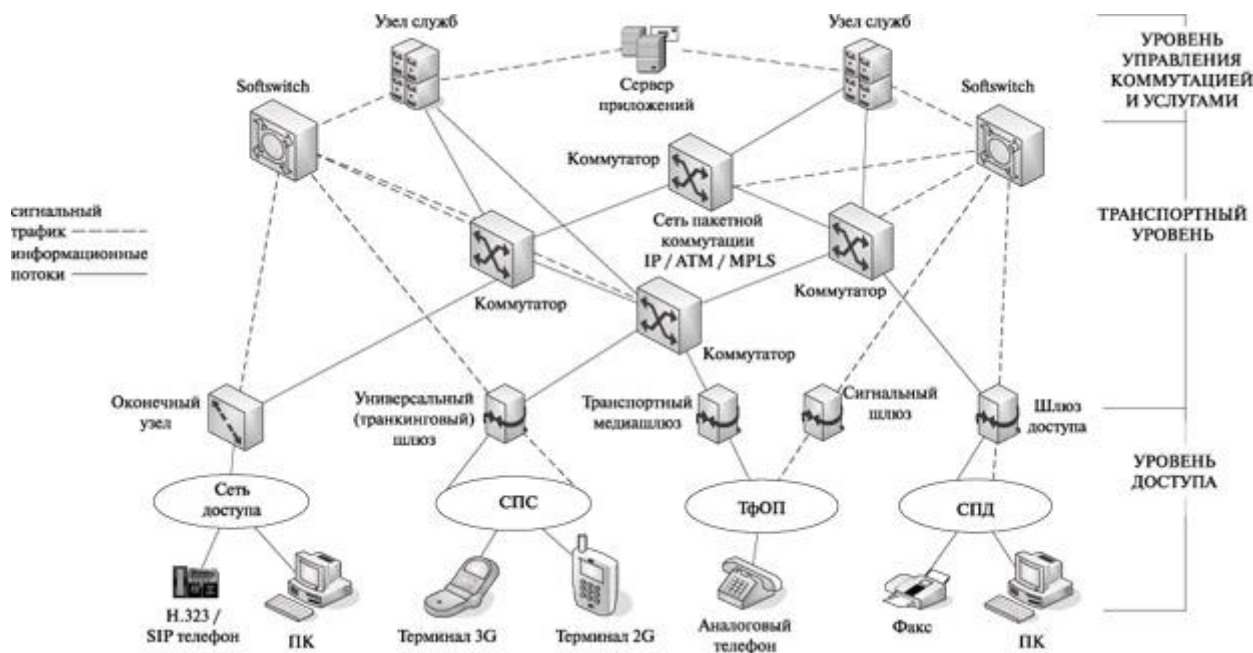 Узел служб
Узел служб
УРОВЕНЬ
УПРАВЛЕНИЯ
КОММУТАЦИЕЙ
И УСЛУГАМИ
Softswitch
Сервер
приложений
Softswitch
Коммутатор
сигнальный
трафик
информационные
потоки
Сеть пакетной
коммутации
IP / ATM / MPLS
ТРАНСПОРТНЫЙ
УРОВЕНЬ
Коммутатор
Коммутатор
Коммутатор
Оконечный
узел
Универсальный
(транкинговый)
шлюз
Транспортный
медиашлюз
Сигнальный
шлюз
Шлюз
доступа
УРОВЕНЬ
ДОСТУПА
Сеть
доступа
СПС
ТфОП
СПД
H.323 /
SIP телефон
ПК
Терминал 3G
Терминал 2G
Аналоговый
телефон
Факс
ПК